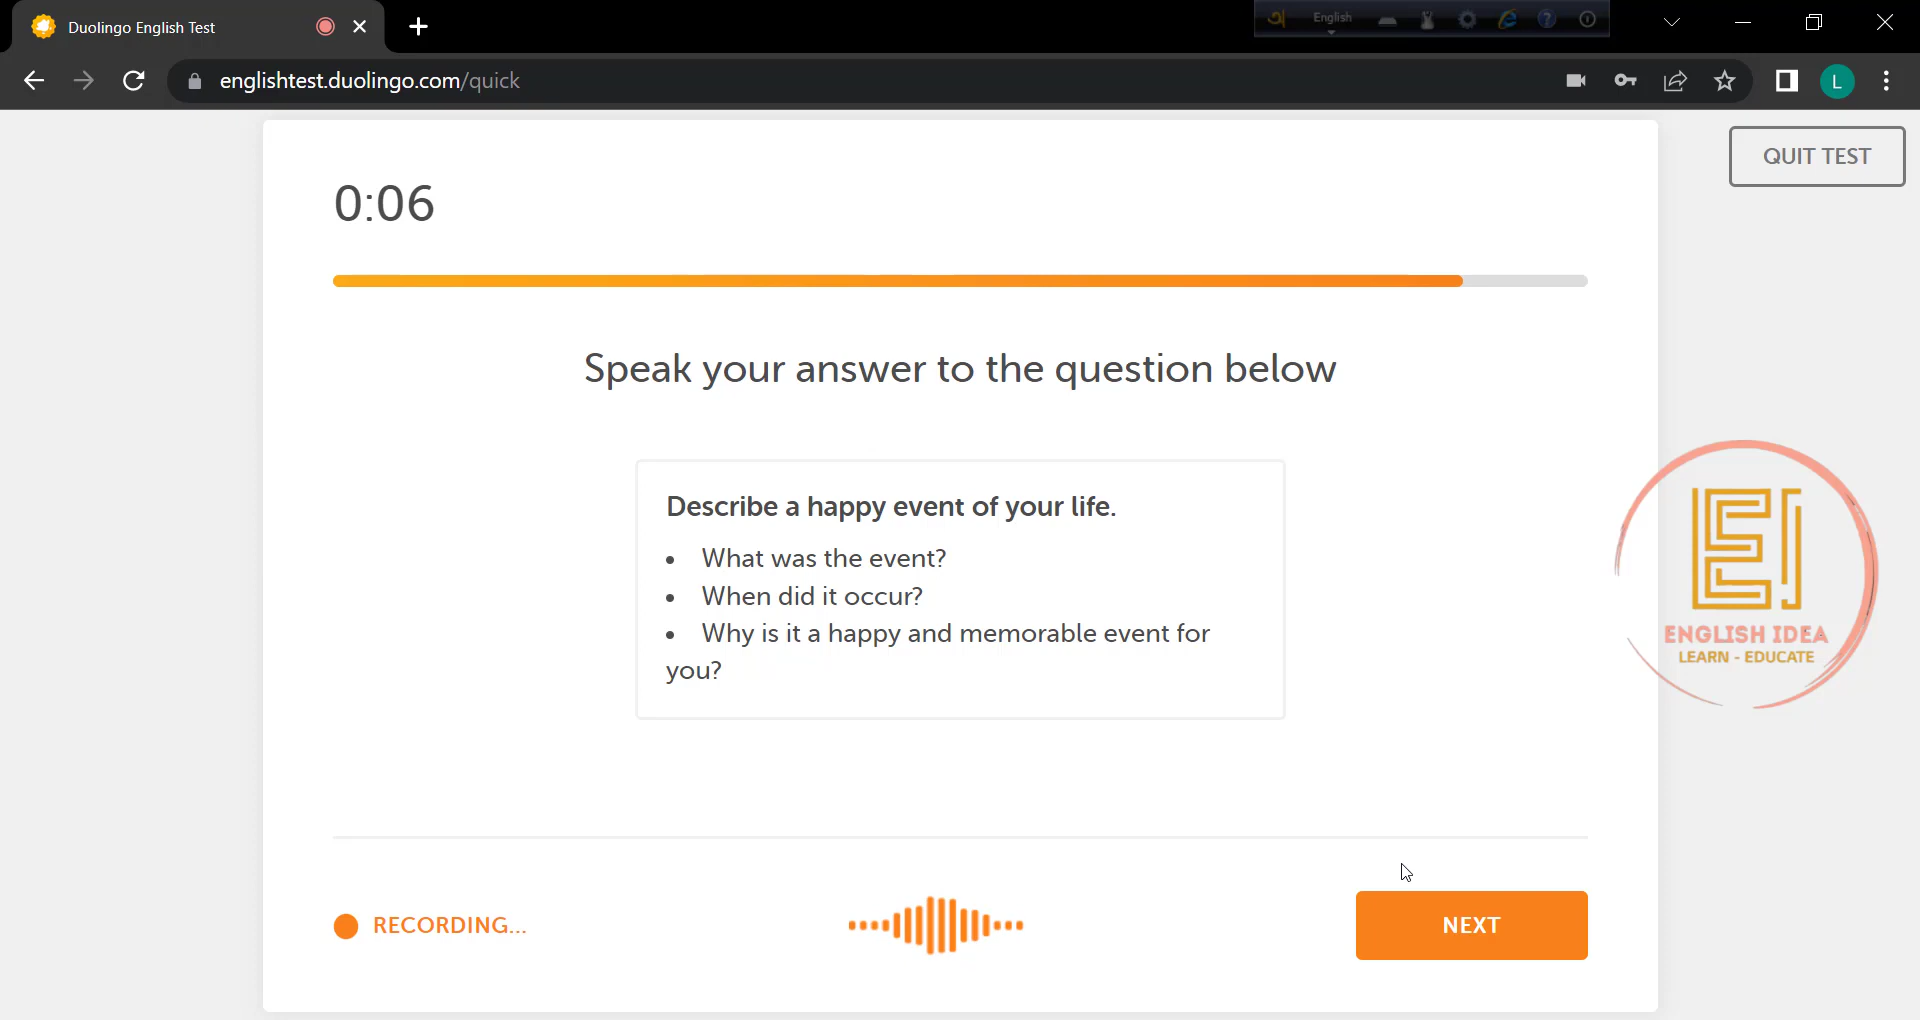 Duolingo English Test
English
englishtest.duolingo.com/quick
L
QUIT TEST
0:06
Speak your answer to the question below
Describe a happy event of your life.
• What was the event?
• When did it occur?
• Why is it a happy and memorable event for
you?
EI
ENGLISH IDEA
LEARN - EDUCATE
RECORDING...
NEXT